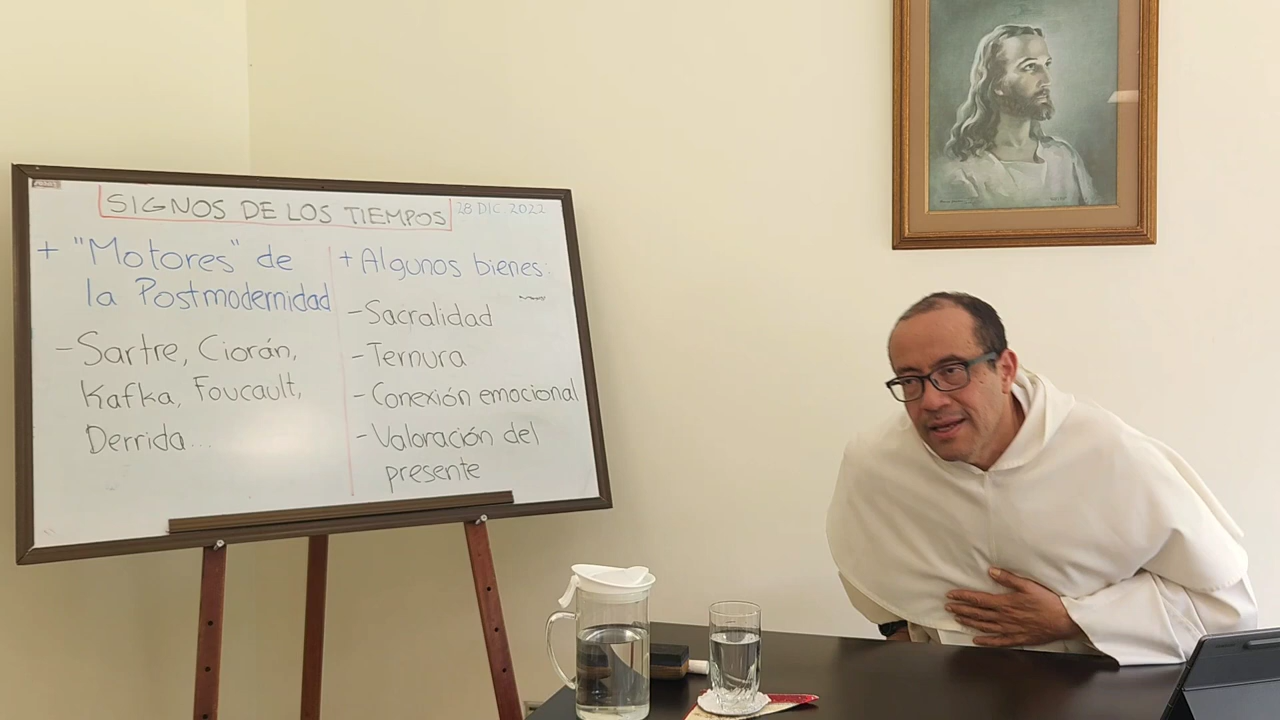 SIGNOS DE LOS TIEMPOS
28 DIC. 2022
+ "Motores" de
la Postmodernidad
- Sartre, Ciorán,
Kafka, Foucault,
Derrida...
+ Algunos bienes:
- Sacralidad
- Ternura
- Conexión emocional
- Valoración del
presente